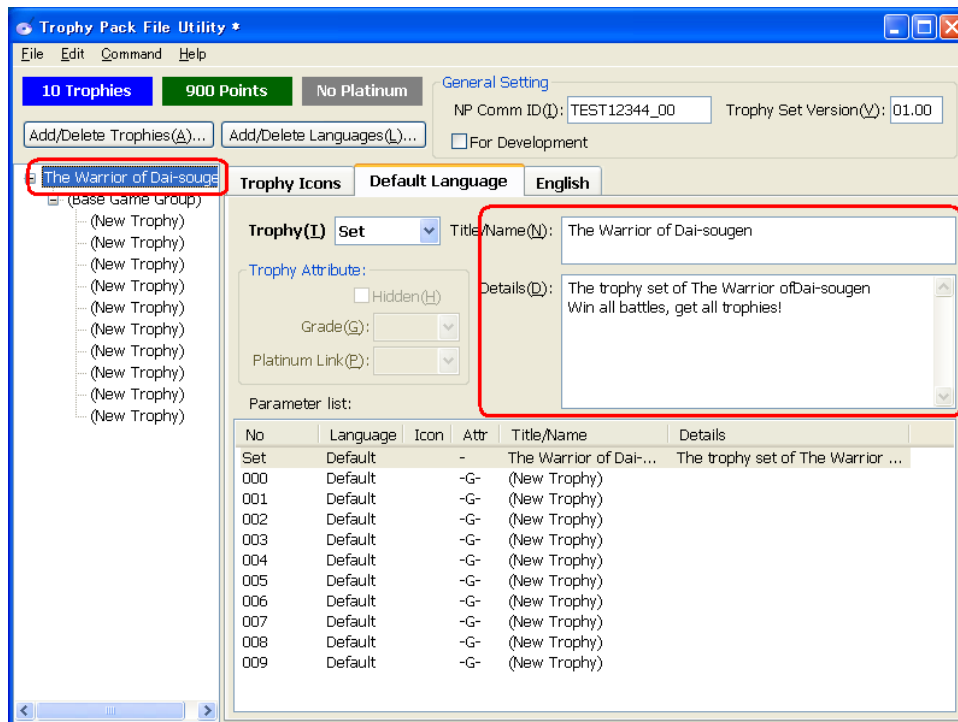 Trophy Pack File Utility *
File Edit Command Help
10 Trophies 900 Points No Platinum
General Setting
NP Comm ID(I): TEST12344_00 Trophy Set Version(V): 01.00
Add/Delete Trophies(A)... Add/Delete Languages(L)...
For Development
The Warrior of Dai-souge
(Base Game Group)
(New Trophy)
(New Trophy)
(New Trophy)
(New Trophy)
(New Trophy)
(New Trophy)
(New Trophy)
(New Trophy)
(New Trophy)
(New Trophy)
Trophy Icons Default Language English
Trophy(T) Set Title/Name(N): The Warrior of Dai-sougen
Trophy Attribute:
Hidden(H)
Grade(G):
Platinum Link(P):
Details(D): The trophy set of The Warrior ofDai-sougen
Win all battles, get all trophies!
Parameter list:
No Language Icon Attr Title/Name Details
Set Default - The Warrior of Dai-... The trophy set of The Warrior ...
000 Default -G- (New Trophy)
001 Default -G- (New Trophy)
002 Default -G- (New Trophy)
003 Default -G- (New Trophy)
004 Default -G- (New Trophy)
005 Default -G- (New Trophy)
006 Default -G- (New Trophy)
007 Default -G- (New Trophy)
008 Default -G- (New Trophy)
009 Default -G- (New Trophy)